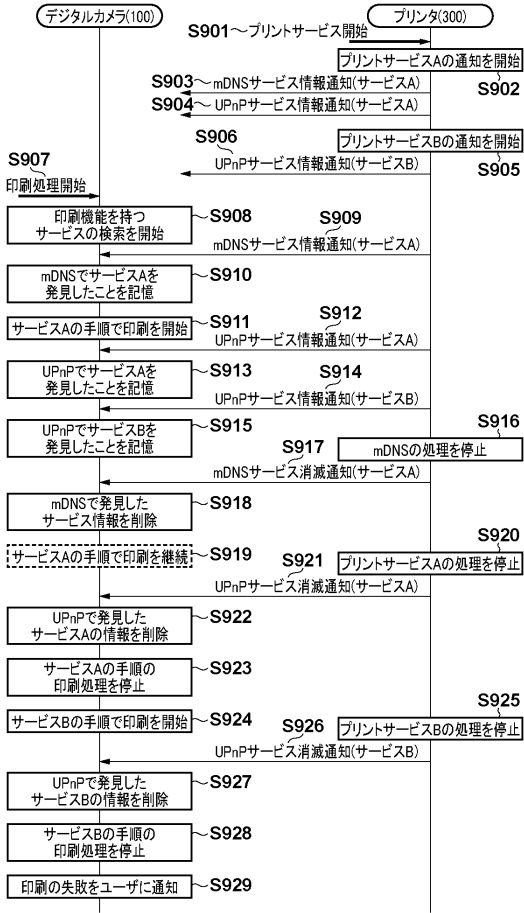 デジタルカメラ(100)
プリンタ(300)
S901
プリントサービス開始
プリントサービスAの通知を開始
S902
S903
mDNSサービス情報通知(サービスA)
S904
UPnPサービス情報通知(サービスA)
プリントサービスBの通知を開始
S905
S906
UPnPサービス情報通知(サービスB)
S907
印刷処理開始
印刷機能を持つ
サービスの検索を開始
S908
S909
mDNSサービス情報通知(サービスA)
mDNSでサービスAを
発見したことを記憶
S910
サービスAの手順で印刷を開始
S911
S912
UPnPサービス情報通知(サービスA)
UPnPでサービスAを
発見したことを記憶
S913
S914
UPnPサービス情報通知(サービスB)
UPnPでサービスBを
発見したことを記憶
S915
S916
mDNSの処理を停止
S917
mDNSサービス消滅通知(サービスA)
mDNSで発見した
サービス情報を削除
S918
サービスAの手順で印刷を継続
S919
S920
プリントサービスAの処理を停止
S921
UPnPサービス消滅通知(サービスA)
UPnPで発見した
サービスAの情報を削除
S922
サービスAの手順の
印刷処理を停止
S923
サービスBの手順で印刷を開始
S924
S925
プリントサービスBの処理を停止
S926
UPnPサービス消滅通知(サービスB)
UPnPで発見した
サービスBの情報を削除
S927
サービスBの手順の
印刷処理を停止
S928
印刷の失敗をユーザに通知
S929